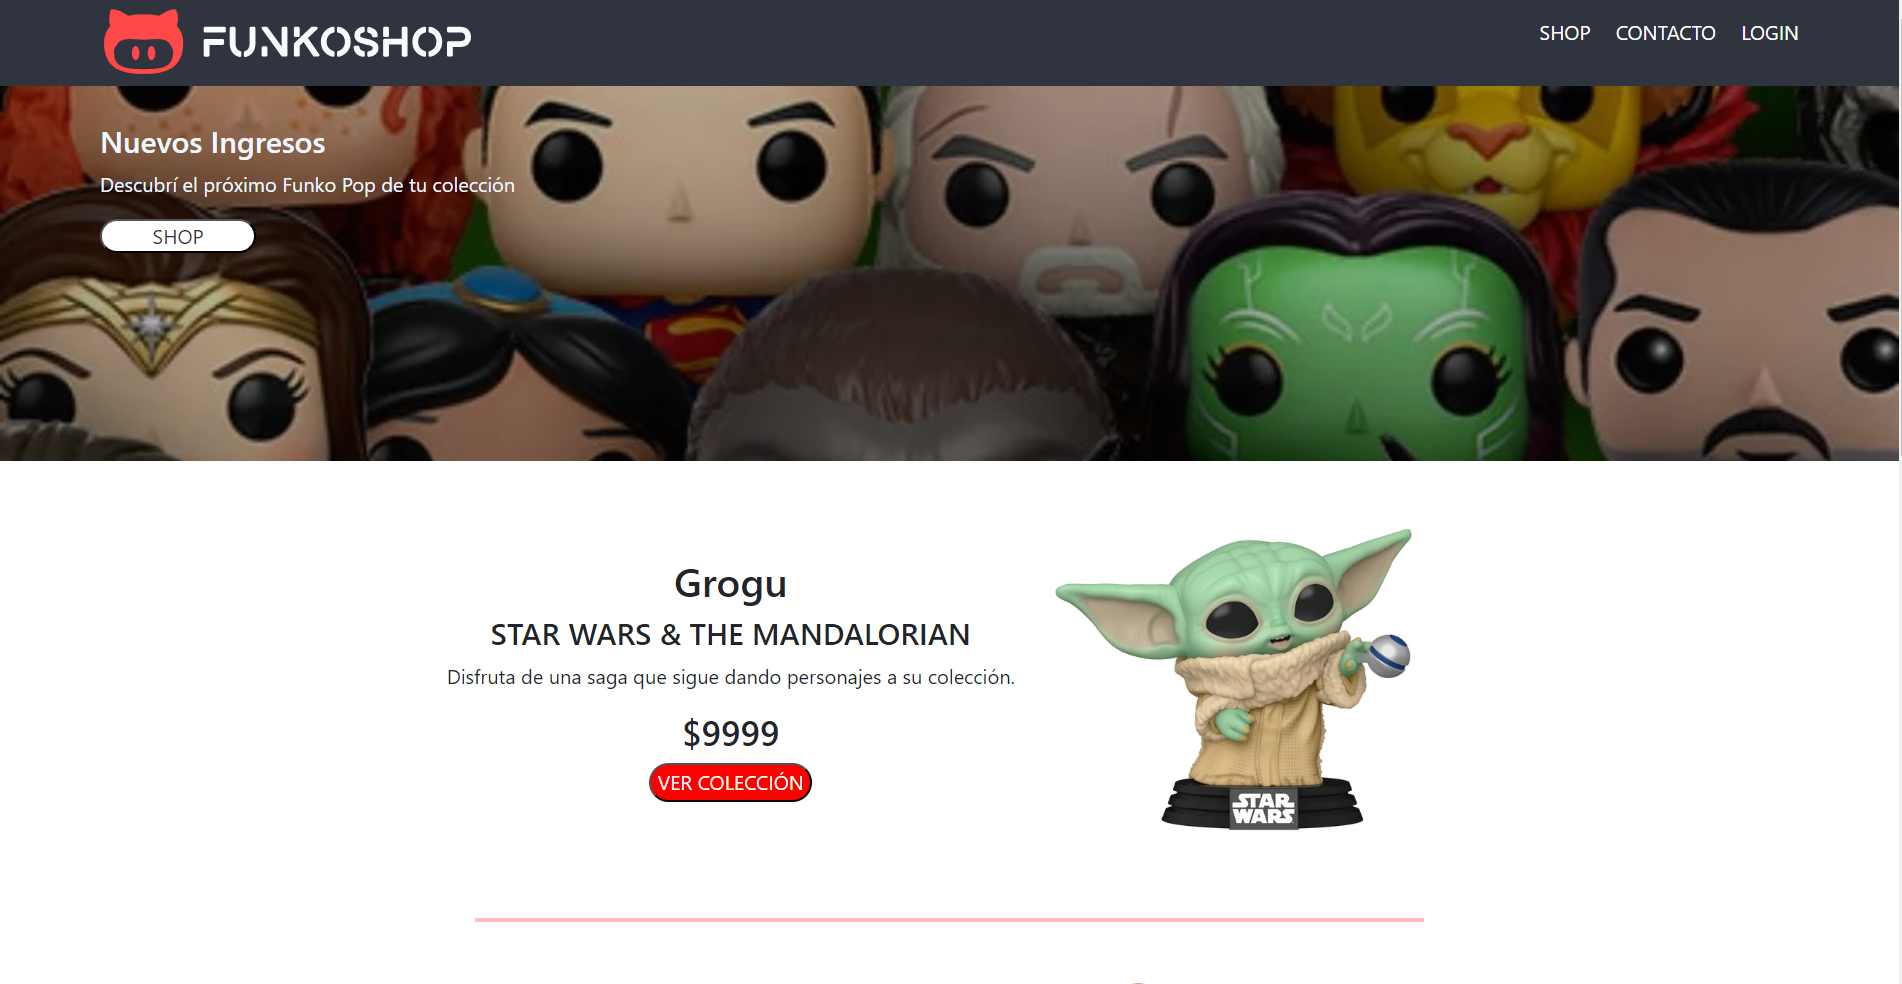 FUNKOSHOP
SHOP CONTACTO LOGIN
Nuevos Ingresos
Descubrí el próximo Funko Pop de tu colección
SHOP
Grogu
STAR WARS & THE MANDALORIAN
Disfruta de una saga que sigue dando personajes a su colección.
$9999
VER COLECCIÓN
STAR
WARS